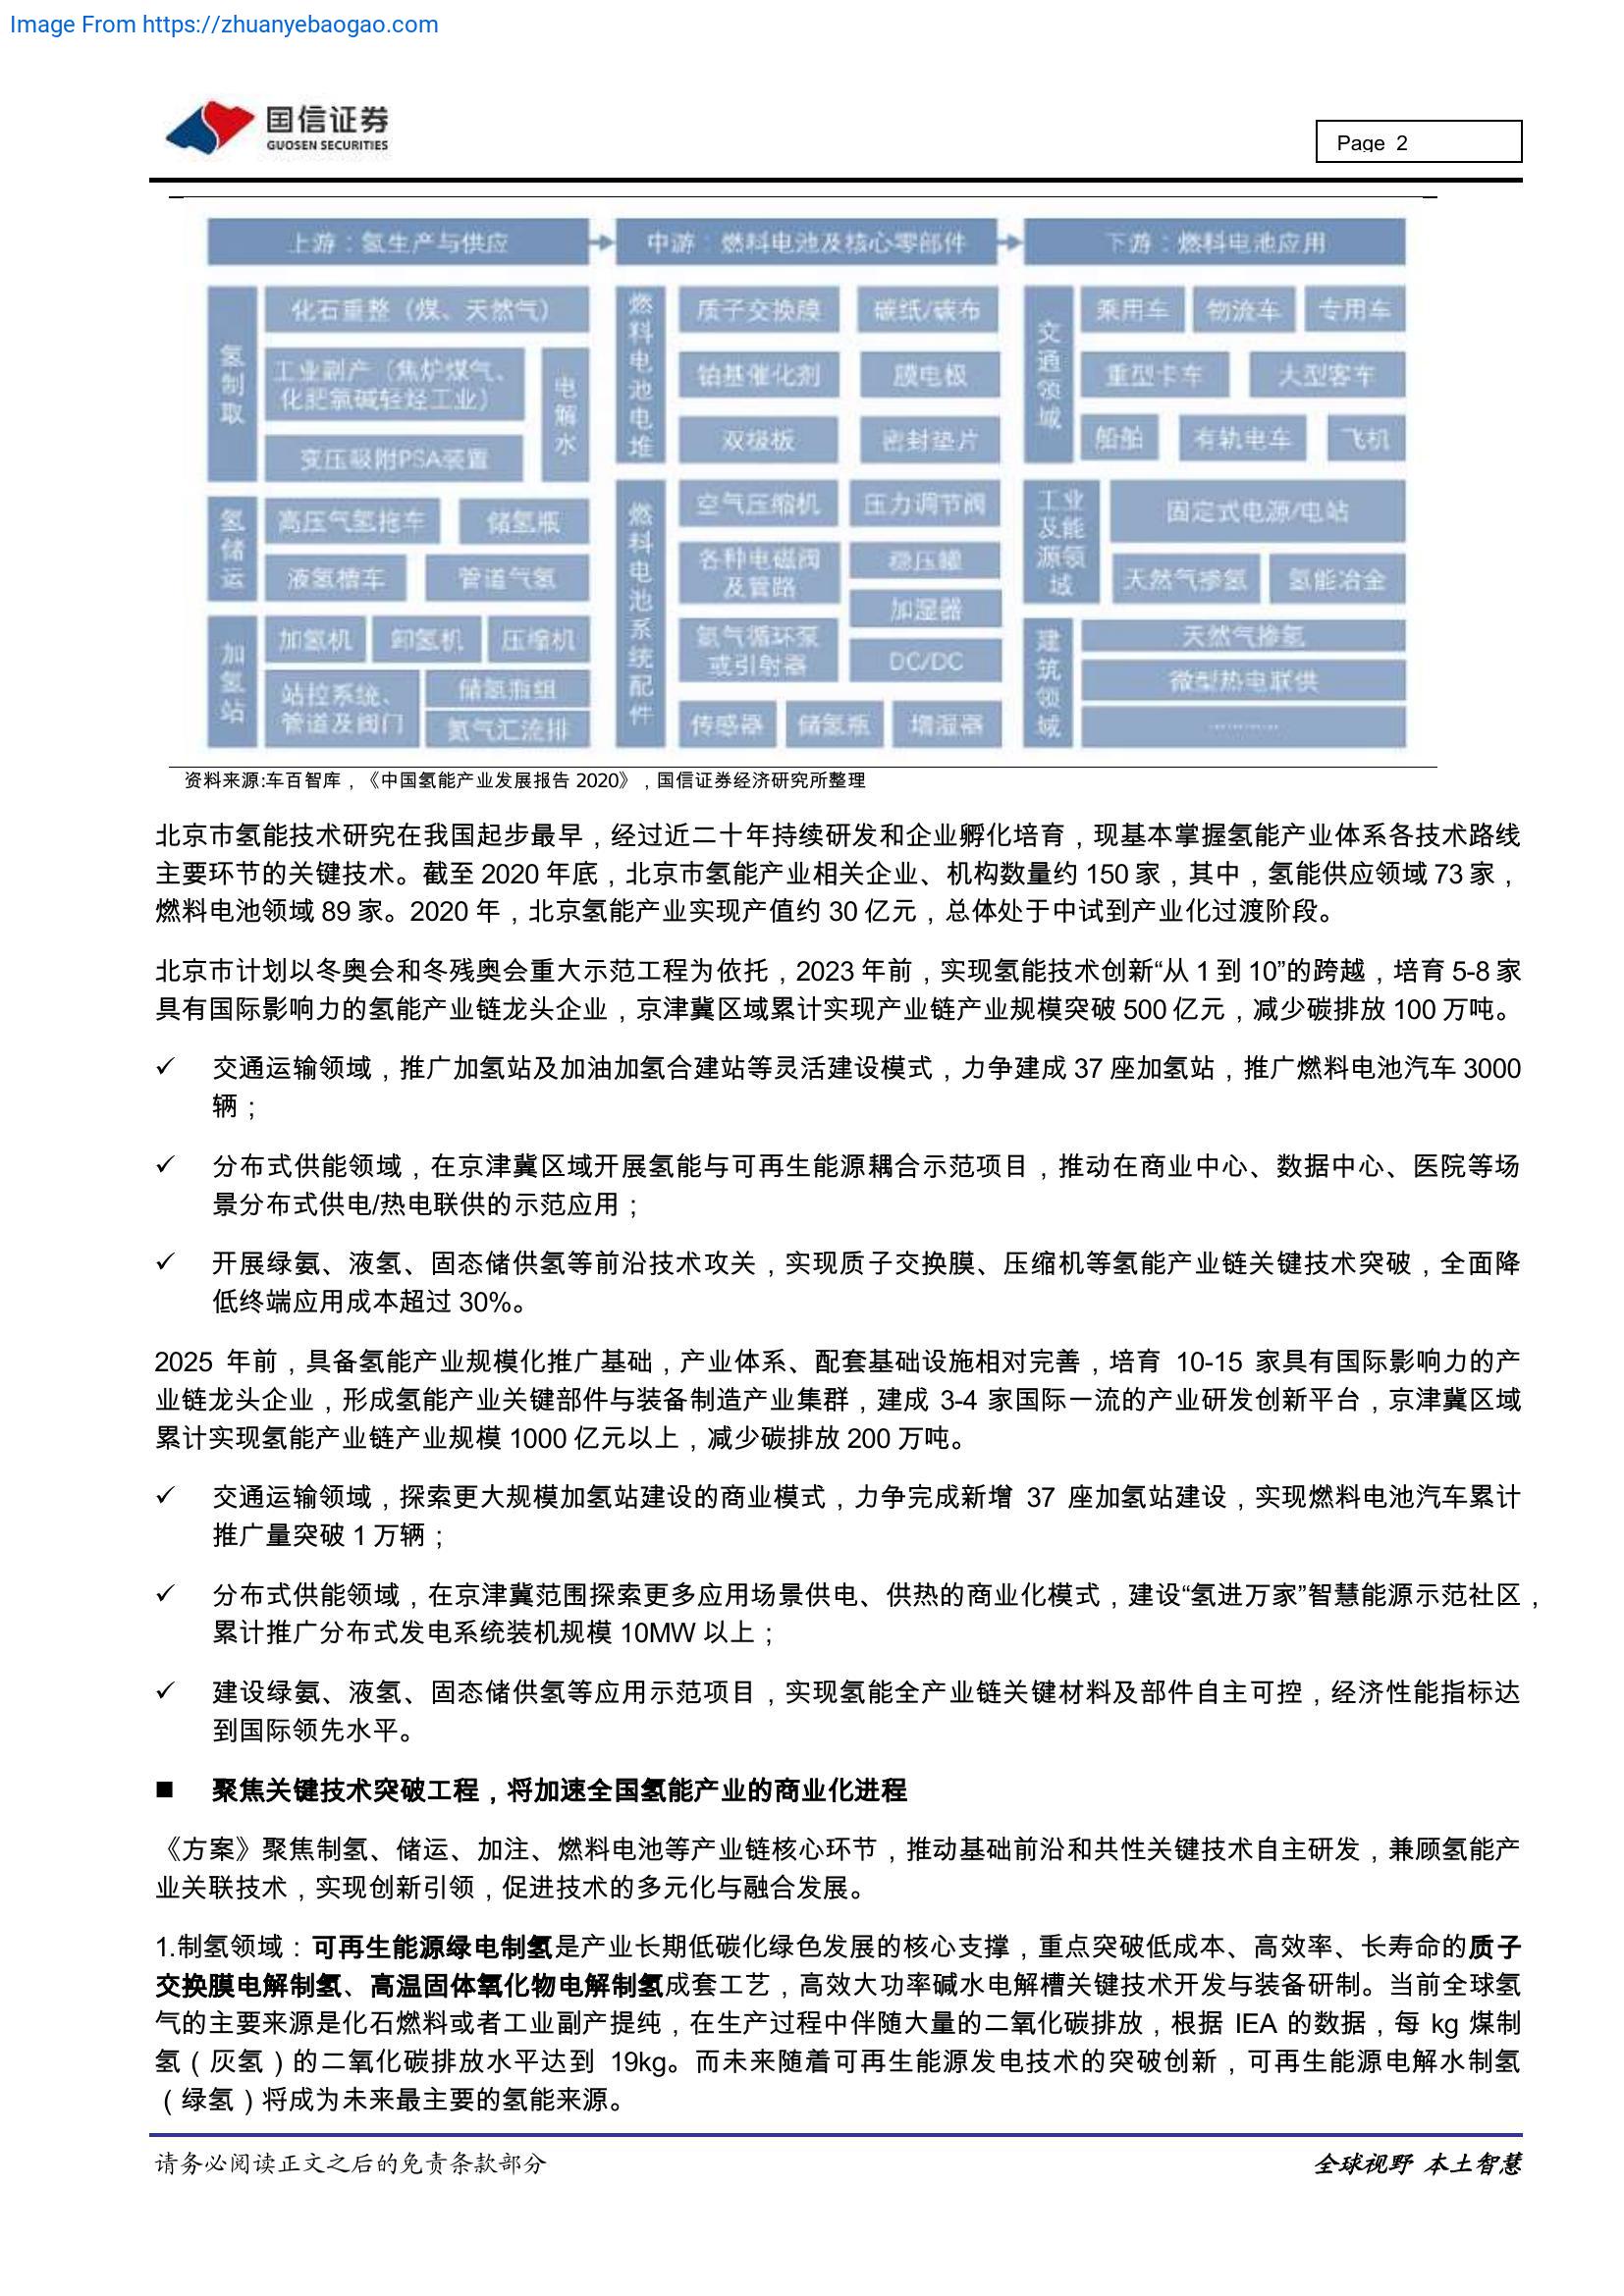 Image From https://zhuanyebaogao.com
国信证券
GUOSEN SECURITIES
Page 2
上游：氢生产与供应
中游：燃料电池及核心零部件
下游：燃料电池应用
氢制取
化石重整（煤、天然气）
工业副产（焦炉煤气、
化肥氯碱轻烃工业）
变压吸附PSA装置
电解水
氢储运
高压气氢拖车
储氢瓶
液氢槽车
管道气氢
加氢站
加氢机
卸氢机
压缩机
站控系统、
管道及阀门
储氢瓶组
氮气汇流排
燃料电池电堆
质子交换膜
碳纸/碳布
铂基催化剂
膜电极
双极板
密封垫片
燃料电池系统配件
空气压缩机
压力调节阀
各种电磁阀
及管路
稳压罐
加湿器
氢气循环泵
或引射器
DC/DC
传感器
储氢瓶
增湿器
交通领域
乘用车
物流车
专用车
重型卡车
大型客车
船舶
有轨电车
飞机
工业
及能
源领
域
固定式电源/电站
天然气掺氢
氢能冶金
建筑领域
天然气掺氢
微型热电联供
…………
资料来源:车百智库，《中国氢能产业发展报告 2020》，国信证券经济研究所整理
北京市氢能技术研究在我国起步最早，经过近二十年持续研发和企业孵化培育，现基本掌握氢能产业体系各技术路线
主要环节的关键技术。截至 2020 年底，北京市氢能产业相关企业、机构数量约 150 家，其中，氢能供应领域 73 家，
燃料电池领域 89 家。2020 年，北京氢能产业实现产值约 30 亿元，总体处于中试到产业化过渡阶段。
北京市计划以冬奥会和冬残奥会重大示范工程为依托，2023 年前，实现氢能技术创新“从 1 到 10”的跨越，培育 5-8 家
具有国际影响力的氢能产业链龙头企业，京津冀区域累计实现产业链产业规模突破 500 亿元，减少碳排放 100 万吨。
✓ 交通运输领域，推广加氢站及加油加氢合建站等灵活建设模式，力争建成 37 座加氢站，推广燃料电池汽车 3000
辆；
✓ 分布式供能领域，在京津冀区域开展氢能与可再生能源耦合示范项目，推动在商业中心、数据中心、医院等场
景分布式供电/热电联供的示范应用；
✓ 开展绿氨、液氢、固态储供氢等前沿技术攻关，实现质子交换膜、压缩机等氢能产业链关键技术突破，全面降
低终端应用成本超过 30%。
2025 年前，具备氢能产业规模化推广基础，产业体系、配套基础设施相对完善，培育 10-15 家具有国际影响力的产
业链龙头企业，形成氢能产业关键部件与装备制造产业集群，建成 3-4 家国际一流的产业研发创新平台，京津冀区域
累计实现氢能产业链产业规模 1000 亿元以上，减少碳排放 200 万吨。
✓ 交通运输领域，探索更大规模加氢站建设的商业模式，力争完成新增 37 座加氢站建设，实现燃料电池汽车累计
推广量突破 1 万辆；
✓ 分布式供能领域，在京津冀范围探索更多应用场景供电、供热的商业化模式，建设“氢进万家”智慧能源示范社区，
累计推广分布式发电系统装机规模 10MW 以上；
✓ 建设绿氨、液氢、固态储供氢等应用示范项目，实现氢能全产业链关键材料及部件自主可控，经济性能指标达
到国际领先水平。
■ 聚焦关键技术突破工程，将加速全国氢能产业的商业化进程
《方案》聚焦制氢、储运、加注、燃料电池等产业链核心环节，推动基础前沿和共性关键技术自主研发，兼顾氢能产
业关联技术，实现创新引领，促进技术的多元化与融合发展。
1.制氢领域：可再生能源绿电制氢是产业长期低碳化绿色发展的核心支撑，重点突破低成本、高效率、长寿命的质子
交换膜电解制氢、高温固体氧化物电解制氢成套工艺，高效大功率碱水电解槽关键技术开发与装备研制。当前全球氢
气的主要来源是化石燃料或者工业副产提纯，在生产过程中伴随大量的二氧化碳排放，根据 IEA 的数据，每 kg 煤制
氢（灰氢）的二氧化碳排放水平达到 19kg。而未来随着可再生能源发电技术的突破创新，可再生能源电解水制氢
（绿氢）将成为未来最主要的氢能来源。
请务必阅读正文之后的免责条款部分
全球视野 本土智慧